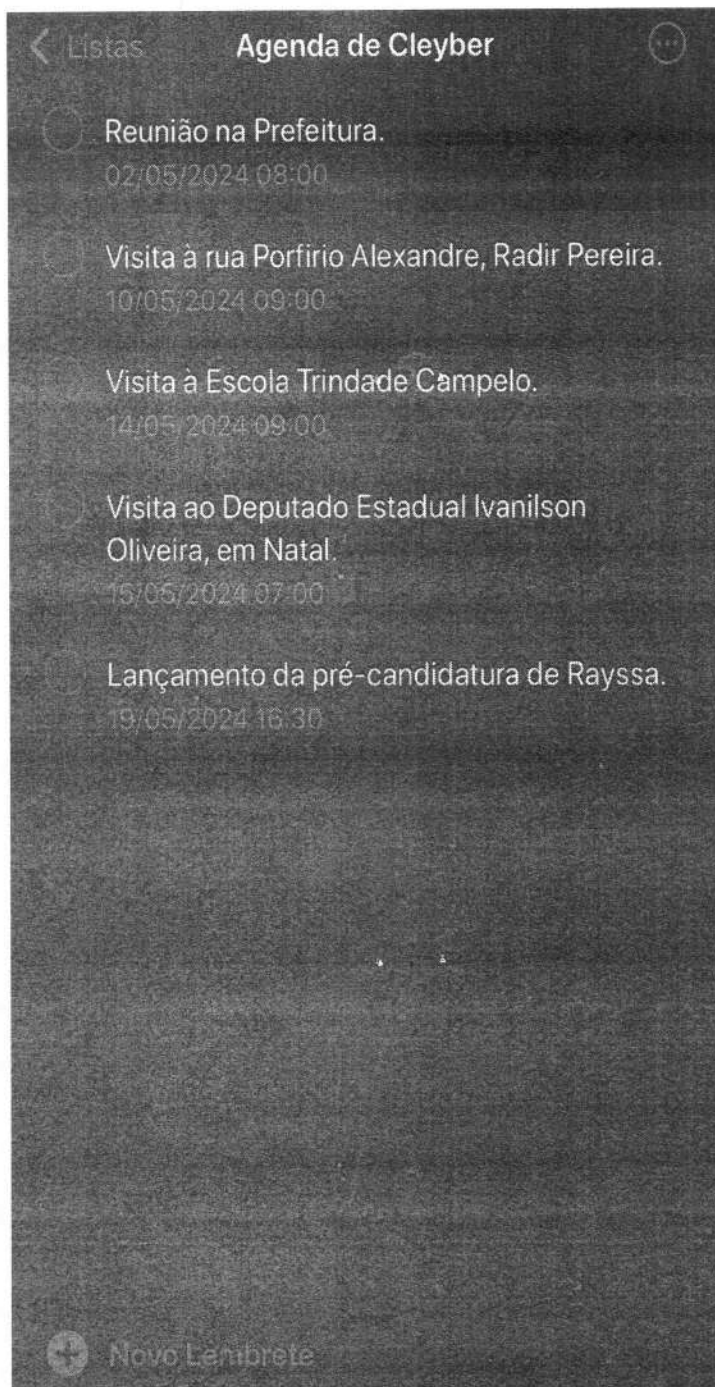 Listas
Agenda de Cleyber
Reunião na Prefeitura.
02/05/2024 08:00
Visita à rua Porfirio Alexandre, Radir Pereira.
10/05/2024 09:00
Visita à Escola Trindade Campelo.
14/05/2024 09:00
Visita ao Deputado Estadual Ivanilson
Oliveira, em Natal.
15/05/2024 07:00
Lançamento da pré-candidatura de Rayssa.
19/05/2024 16:30
Novo Lembrete